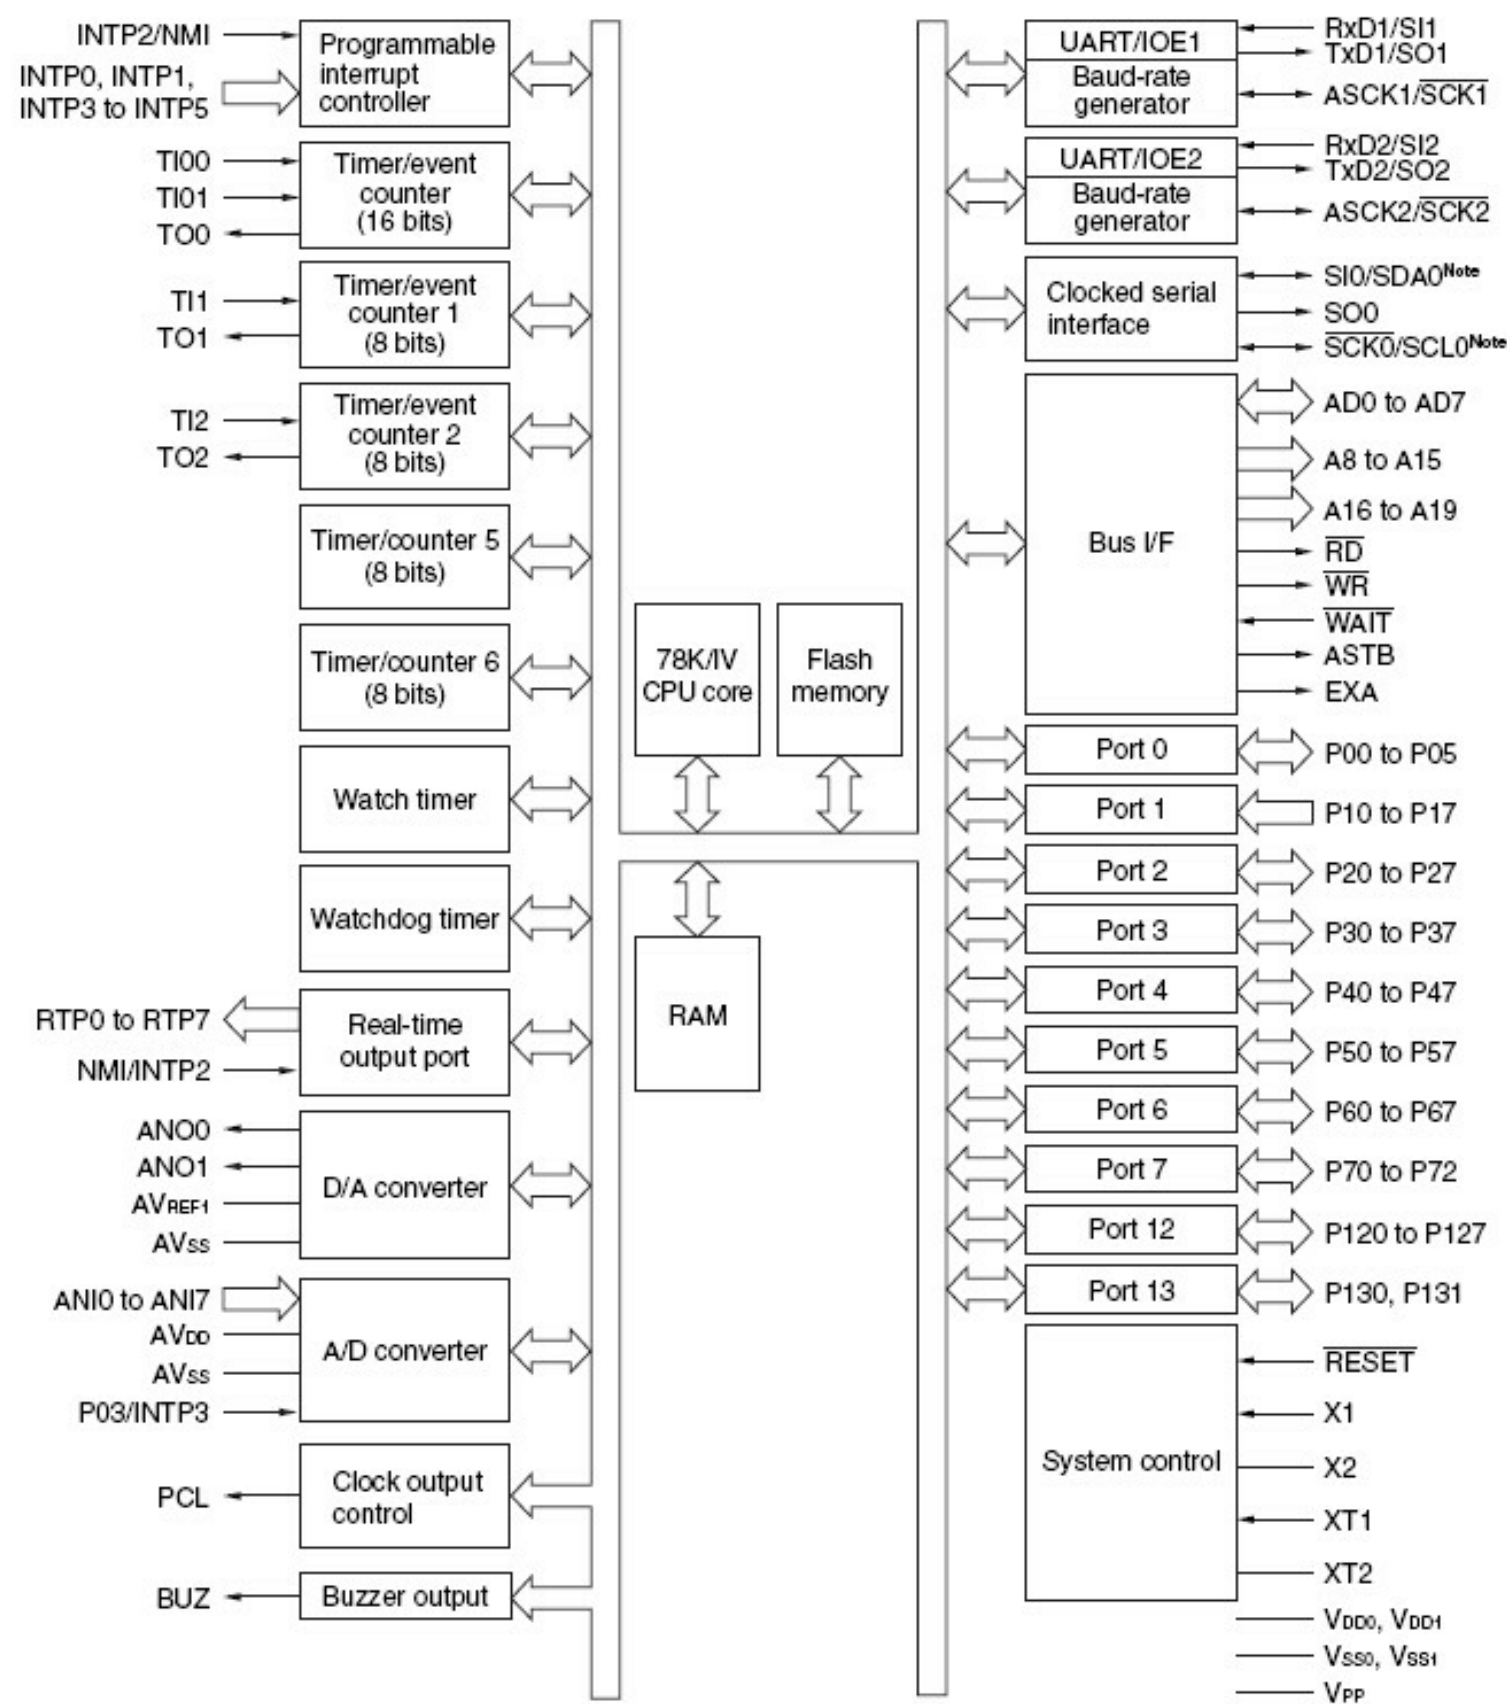 INTP2/NMI
INTP0, INTP1,
INTP3 to INTP5
Programmable
interrupt
controller
TI00
TI01
TO0
Timer/event
counter
(16 bits)
TI1
TO1
Timer/event
counter 1
(8 bits)
TI2
TO2
Timer/event
counter 2
(8 bits)
Timer/counter 5
(8 bits)
Timer/counter 6
(8 bits)
Watch timer
Watchdog timer
RTP0 to RTP7
NMI/INTP2
Real-time
output port
ANO0
ANO1
AVREF1
AVSS
D/A converter
ANI0 to ANI7
AVDD
AVSS
P03/INTP3
A/D converter
PCL
Clock output
control
BUZ
Buzzer output
78K/IV
CPU core
Flash
memory
RAM
UART/IOE1
Baud-rate
generator
RxD1/SI1
TxD1/SO1
ASCK1/SCK1
UART/IOE2
Baud-rate
generator
RxD2/SI2
TxD2/SO2
ASCK2/SCK2
Clocked serial
interface
SI0/SDA0Note
SO0
SCK0/SCL0Note
Bus I/F
AD0 to AD7
A8 to A15
A16 to A19
RD
WR
WAIT
ASTB
EXA
Port 0
P00 to P05
Port 1
P10 to P17
Port 2
P20 to P27
Port 3
P30 to P37
Port 4
P40 to P47
Port 5
P50 to P57
Port 6
P60 to P67
Port 7
P70 to P72
Port 12
P120 to P127
Port 13
P130, P131
System control
RESET
X1
X2
XT1
XT2
VDD0, VDD1
VSS0, VSS1
VPP